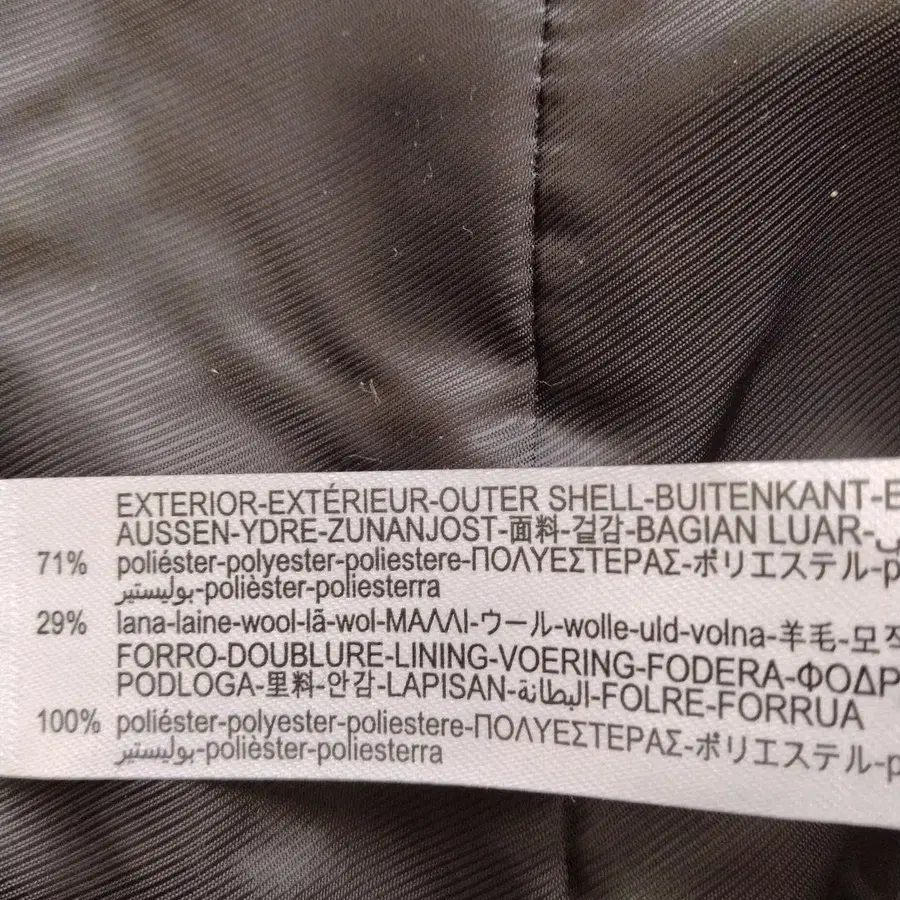 EXTERIOR-EXTÉRIEUR-OUTER SHELL-BUITENKANT-E
AUSSEN-YDRE-ZUNANJOST-面料-겉감-BAGIAN LUAR-
71% poliéster-polyester-poliestere-ΠΟΛΥΕΣΤΕΡΑΣ-ポリエステル-p
بوليستير-polièster-poliesterra
29% lana-laine-wool-lã-wol-ΜΑΛΛΙ-ウール-wolle-uld-volna-羊毛-모직
FORRO-DOUBLURE-LINING-VOERING-FODERA-ΦΟΔΡ
PODLOGA-里料-안감-LAPISAN-البطانة-FOLRE-FORRUA
100% poliéster-polyester-poliestere-ΠΟΛΥΕΣΤΕΡΑΣ-ポリエステル-p
بوليستير-polièster-poliesterra